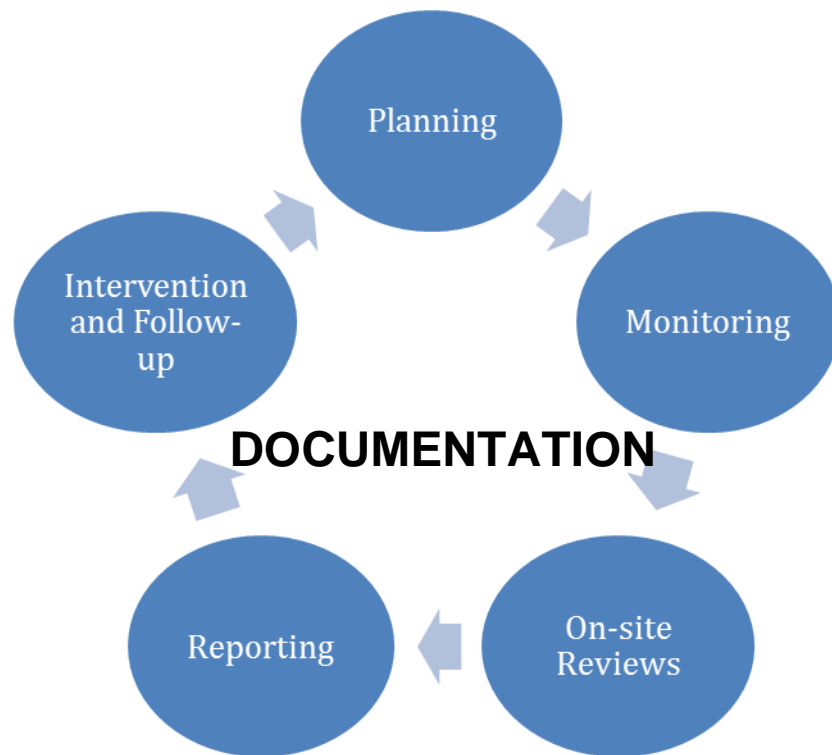 Planning
Intervention
and Follow-
up
Monitoring
DOCUMENTATION
Reporting
On-site
Reviews